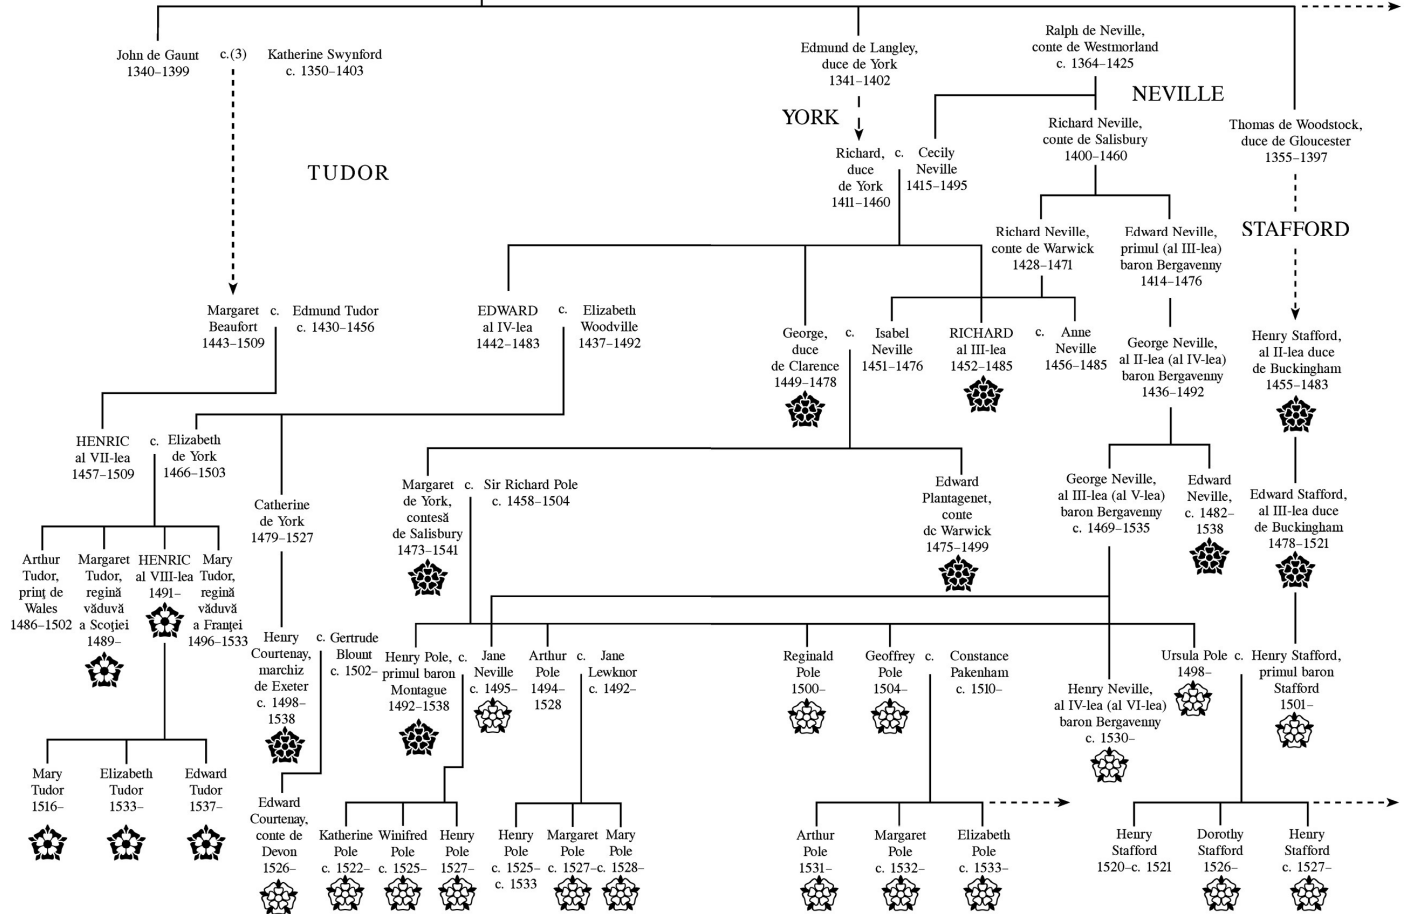 John de Gaunt
1340–1399
c.(3)
Katherine Swynford
c. 1350–1403
Edmund de Langley,
duce de York
1341–1402
Ralph de Neville,
conte de Westmorland
c. 1364–1425
NEVILLE
YORK
Richard Neville,
conte de Salisbury
1400–1460
Thomas de Woodstock,
duce de Gloucester
1355–1397
TUDOR
Richard,
duce
de York
1411–1460
c.
Cecily
Neville
1415–1495
Richard Neville,
conte de Warwick
1428–1471
Edward Neville,
primul (al III-lea)
baron Bergavenny
1414–1476
STAFFORD
Margaret
Beaufort
1443–1509
c.
Edmund Tudor
c. 1430–1456
EDWARD
al IV-lea
1442–1483
c.
Elizabeth
Woodville
1437–1492
George,
duce
de Clarence
1449–1478
c.
Isabel
Neville
1451–1476
RICHARD
al III-lea
1452–1485
c.
Anne
Neville
1456–1485
George Neville,
al II-lea (al IV-lea)
baron Bergavenny
1436–1492
Henry Stafford,
al II-lea duce
de Buckingham
1455–1483
HENRIC
al VII-lea
1457–1509
c.
Elizabeth
de York
1466–1503
Catherine
de York
1479–1527
Margaret
de York,
contesă
de Salisbury
1473–1541
c.
Sir Richard Pole
c. 1458–1504
Edward
Plantagenet,
conte
de Warwick
1475–1499
George Neville,
al III-lea (al V-lea)
baron Bergavenny
c. 1469–1535
Edward
Neville,
c. 1482–
1538
Edward Stafford,
al III-lea duce
de Buckingham
1478–1521
Arthur
Tudor,
prinț de
Wales
1486–1502
Margaret
Tudor,
regină
văduvă
a Scoției
1489–
HENRIC
al VIII-lea
1491–
Mary
Tudor,
regină
văduvă
a Franței
1496–1533
Henry
Courtenay,
marchiz
de Exeter
c. 1498–
1538
c.
Gertrude
Blount
c. 1502–
Henry Pole,
primul baron
Montague
1492–1538
c.
Jane
Neville
c. 1495–
Arthur
Pole
1494–
1528
c.
Jane
Lewknor
c. 1492–
Reginald
Pole
1500–
Geoffrey
Pole
1504–
c.
Constance
Pakenham
c. 1510–
Henry Neville,
al IV-lea (al VI-lea)
baron Bergavenny
c. 1530–
Ursula Pole
1498–
c.
Henry Stafford,
primul baron
Stafford
1501–
Mary
Tudor
1516–
Elizabeth
Tudor
1533–
Edward
Tudor
1537–
Edward
Courtenay,
conte de
Devon
1526–
Katherine
Pole
c. 1522–
Winifred
Pole
c. 1525–
Henry
Pole
1527–
Henry
Pole
c. 1525–
c. 1533
Margaret
Pole
c. 1527–
Mary
Pole
c. 1528–
Arthur
Pole
1531–
Margaret
Pole
c. 1532–
Elizabeth
Pole
c. 1533–
Henry
Stafford
1520–c. 1521
Dorothy
Stafford
1526–
Henry
Stafford
c. 1527–